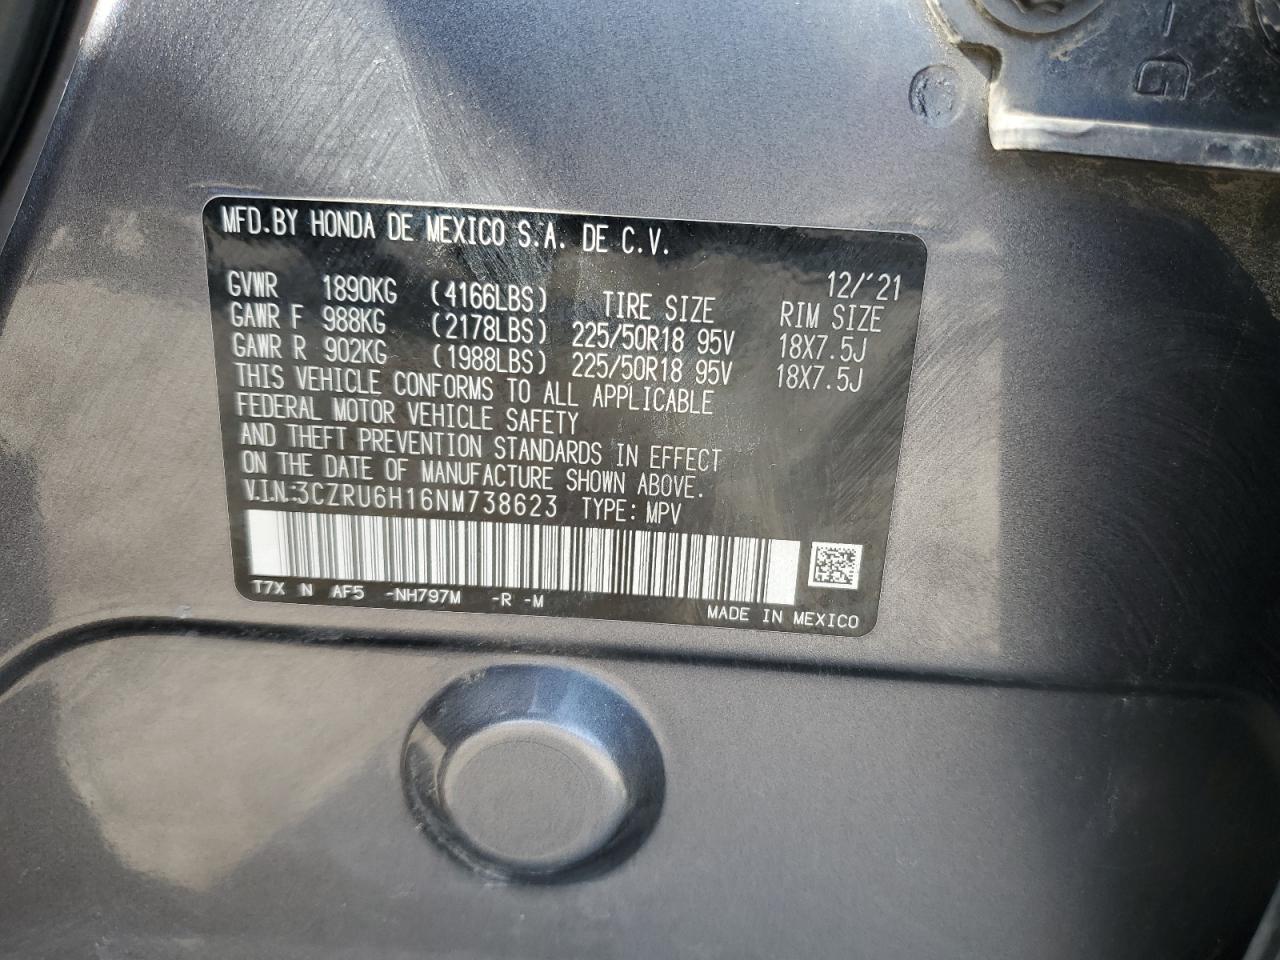 MFD.BY HONDA DE MEXICO S.A. DE C.V.
12/'21
GVWR 1890KG (4166LBS) TIRE SIZE RIM SIZE
GAWR F 988KG (2178LBS) 225/50R18 95V 18X7.5J
GAWR R 902KG (1988LBS) 225/50R18 95V 18X7.5J
THIS VEHICLE CONFORMS TO ALL APPLICABLE
FEDERAL MOTOR VEHICLE SAFETY
AND THEFT PREVENTION STANDARDS IN EFFECT
ON THE DATE OF MANUFACTURE SHOWN ABOVE.
V.I.N.:3CZRU6H16NM738623 TYPE: MPV
T7X N AF5 -NH797M -R -M
MADE IN MEXICO
G